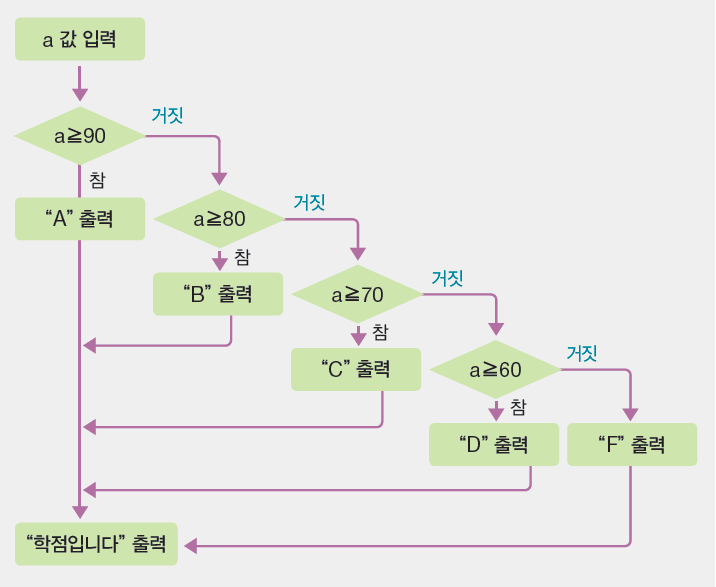 a 값 입력
거짓
a≧90
참
거짓
“A” 출력
a≧80
참
거짓
“B” 출력
a≧70
참
거짓
“C” 출력
a≧60
참
“D” 출력
“F” 출력
“학점입니다” 출력